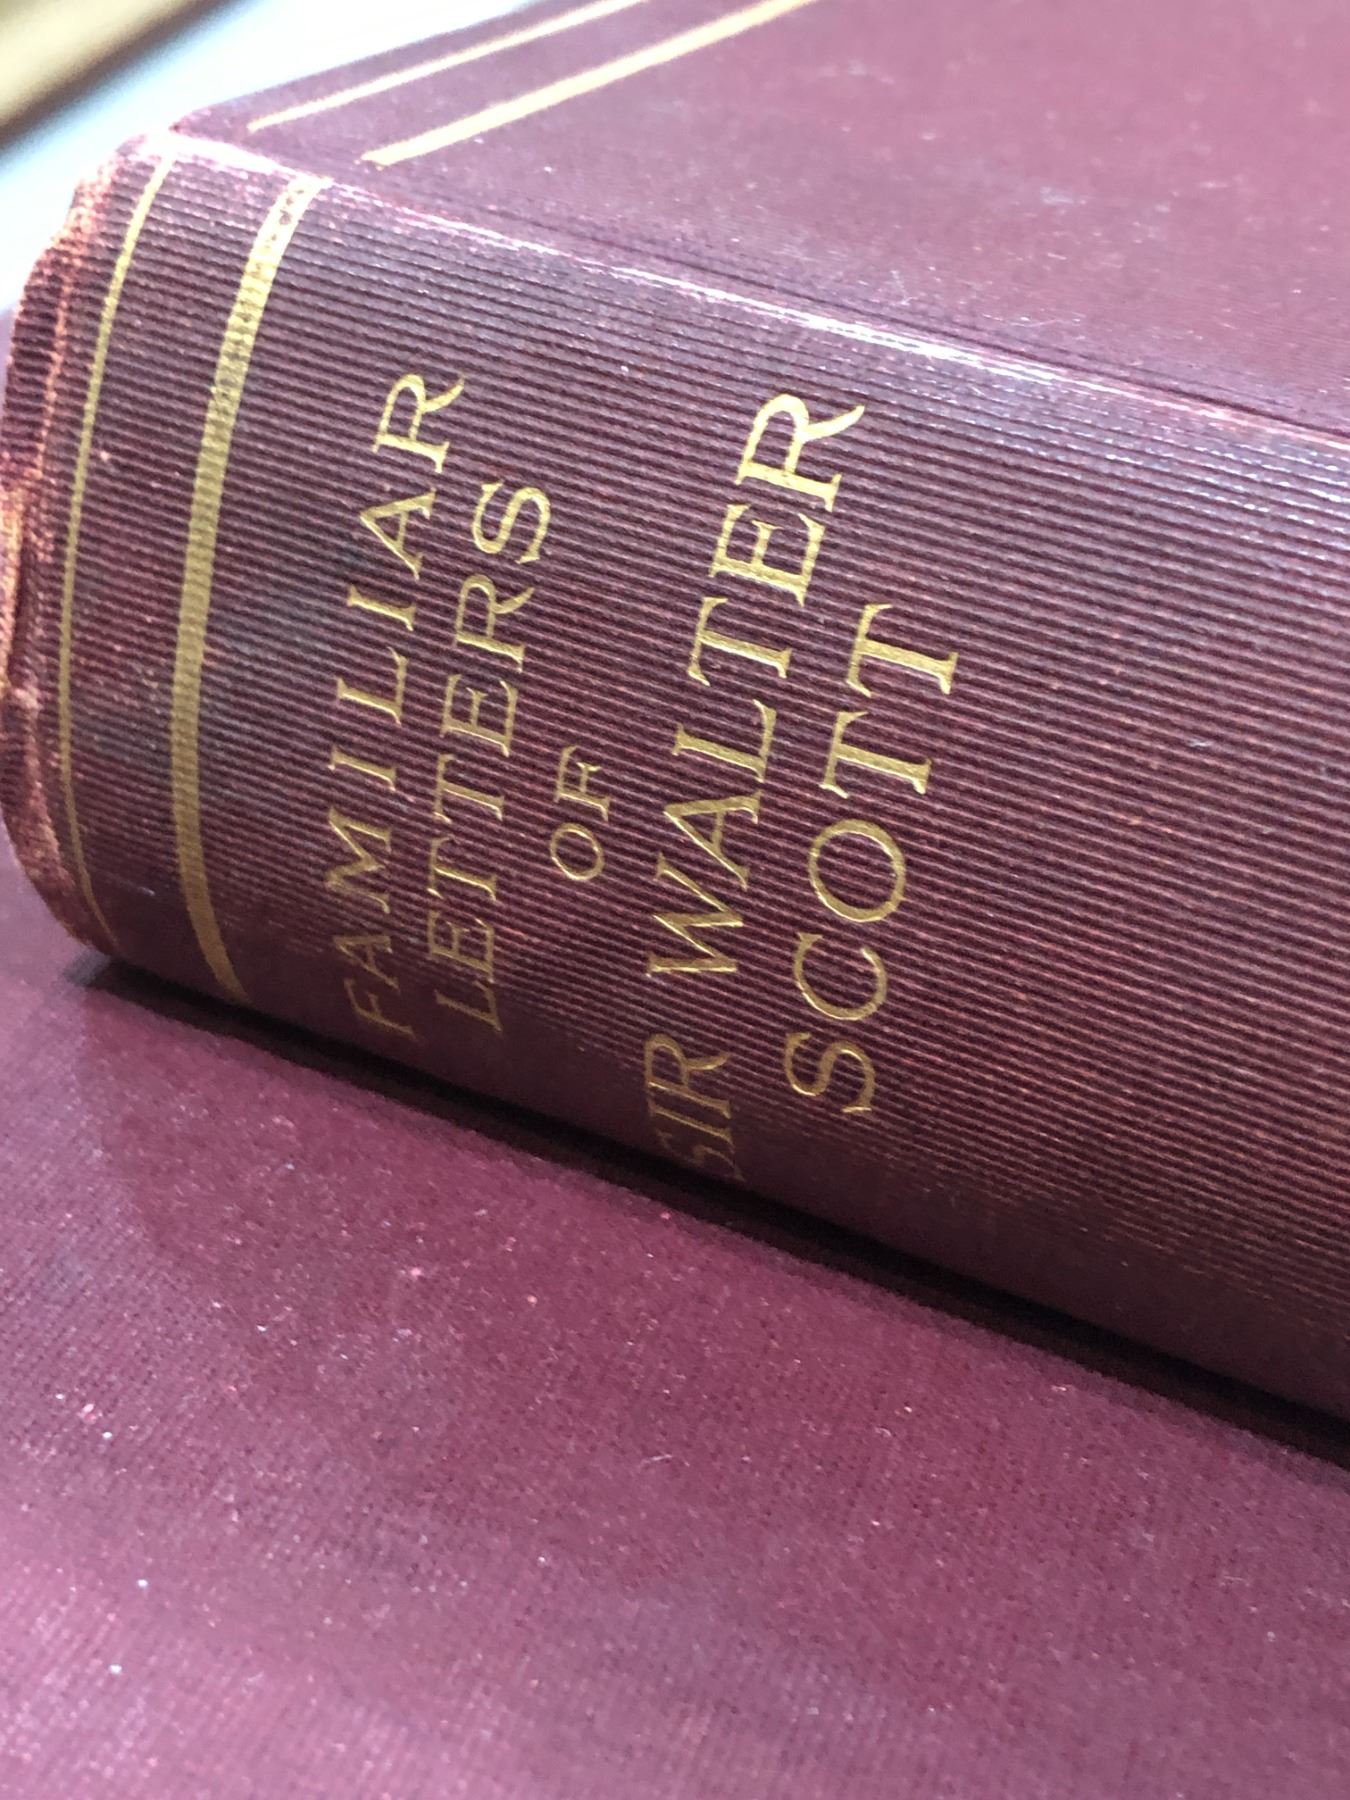 FAMILIAR
LETTERS
OF
SIR WALTER
SCOTT